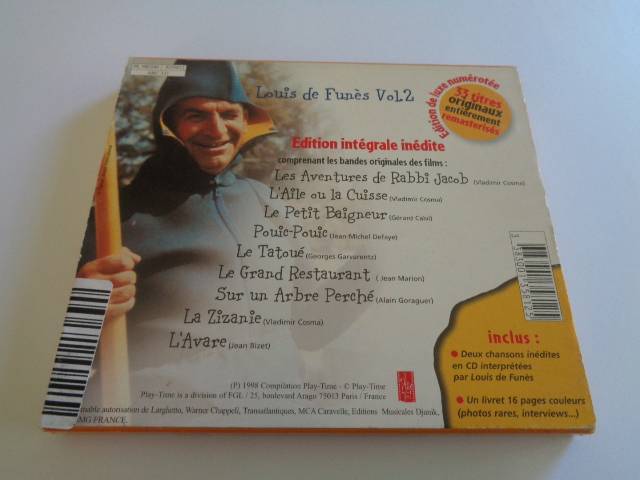 Louis de Funès Vol.2
Edition de luxe numérotée
33 titres
originaux
entièrement
remasterisés
Edition intégrale inédite
comprenant les bandes originales des films :
Les Aventures de Rabbi Jacob (Vladimir Cosma)
L'Aile ou la Cuisse (Vladimir Cosma)
Le Petit Baigneur (Gérard Calvi)
Pouic-Pouic (Jean-Michel Defaye)
Le Tatoué (Georges Garvarentz)
Le Grand Restaurant ( Jean Marion)
Sur un Arbre Perché (Alain Goraguer)
La Zizanie (Vladimir Cosma)
L'Avare (Jean Bizet)
inclus :
• Deux chansons inédites
en CD interprétées
par Louis de Funès
• Un livret 16 pages couleurs
(photos rares, interviews...)
(P) 1998 Compilation Play-Time - © Play-Time
Play-Time is a division of FGL / 25, boulevard Arago 75013 Paris / France
autorisation de Larghetto, Warner Chappell, Transatlantiques, MCA Caravelle, Editions Musicales Djanik,
FRANCE.